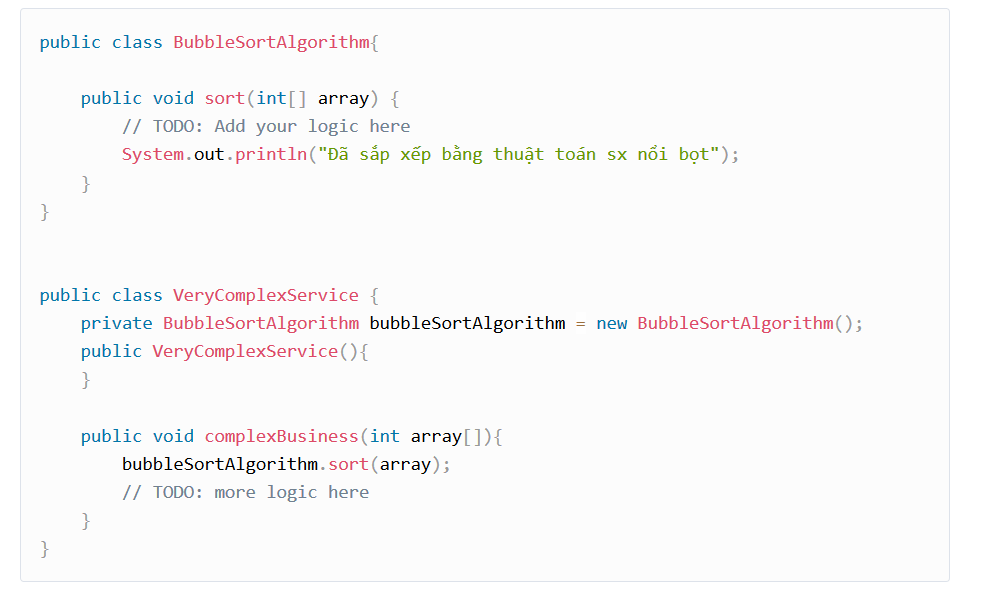 public class BubbleSortAlgorithm{
public void sort(int[] array) {
// TODO: Add your logic here
System.out.println("Đã sắp xếp bằng thuật toán sx nổi bọt");
}
}
public class VeryComplexService {
private BubbleSortAlgorithm bubbleSortAlgorithm = new BubbleSortAlgorithm();
public VeryComplexService(){
}
public void complexBusiness(int array[]){
bubbleSortAlgorithm.sort(array);
// TODO: more logic here
}
}